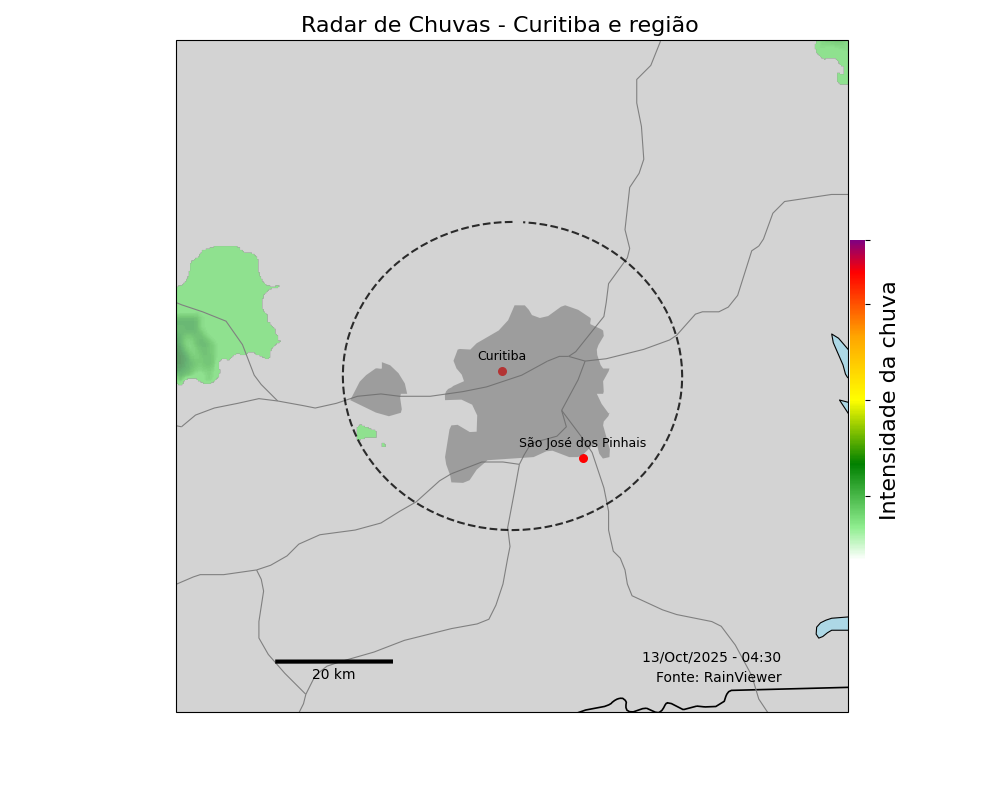 Radar de Chuvas - Curitiba e região
Curitiba
São José dos Pinhais
Intensidade da chuva
20 km
13/Oct/2025 - 04:30
Fonte: RainViewer